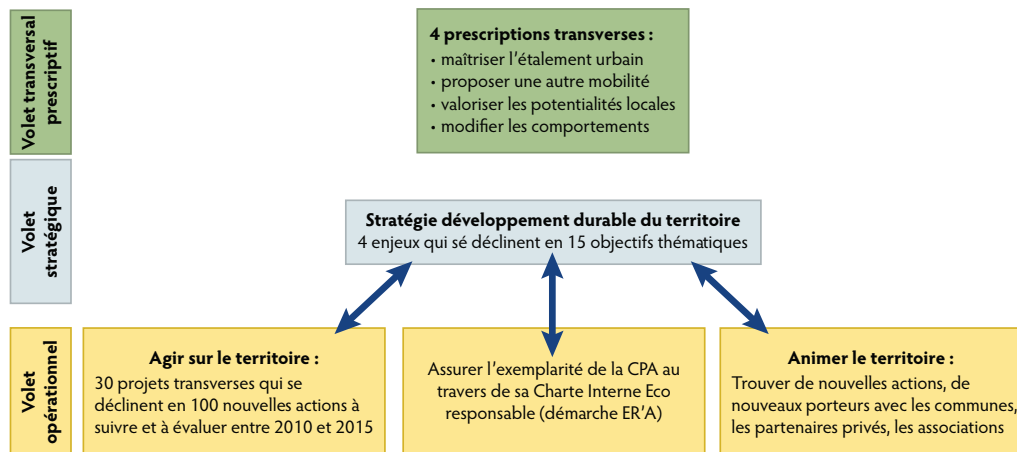 Volet transversal
prescriptif
4 prescriptions transverses :
• maîtriser l'étalement urbain
• proposer une autre mobilité
• valoriser les potentialités locales
• modifier les comportements
Volet
stratégique
Stratégie développement durable du territoire
4 enjeux qui sé déclinent en 15 objectifs thématiques
Volet
opérationnel
Agir sur le territoire :
30 projets transverses qui se
déclinent en 100 nouvelles actions à
suivre et à évaluer entre 2010 et 2015
Assurer l'exemplarité de la CPA au
travers de sa Charte Interne Eco
responsable (démarche ER'A)
Animer le territoire :
Trouver de nouvelles actions, de
nouveaux porteurs avec les communes,
les partenaires privés, les associations